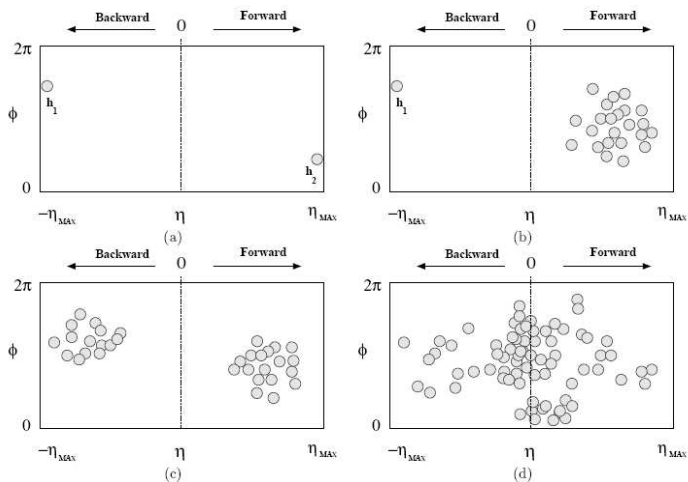 0
Backward Forward
2π
h1
ϕ
h2
0
−ηMAX η ηMAX
(a)
0
Backward Forward
2π
h1
ϕ
0
−ηMAX η ηMAX
(b)
0
Backward Forward
2π
ϕ
0
−ηMAX η ηMAX
(c)
0
Backward Forward
2π
ϕ
0
−ηMAX η ηMAX
(d)